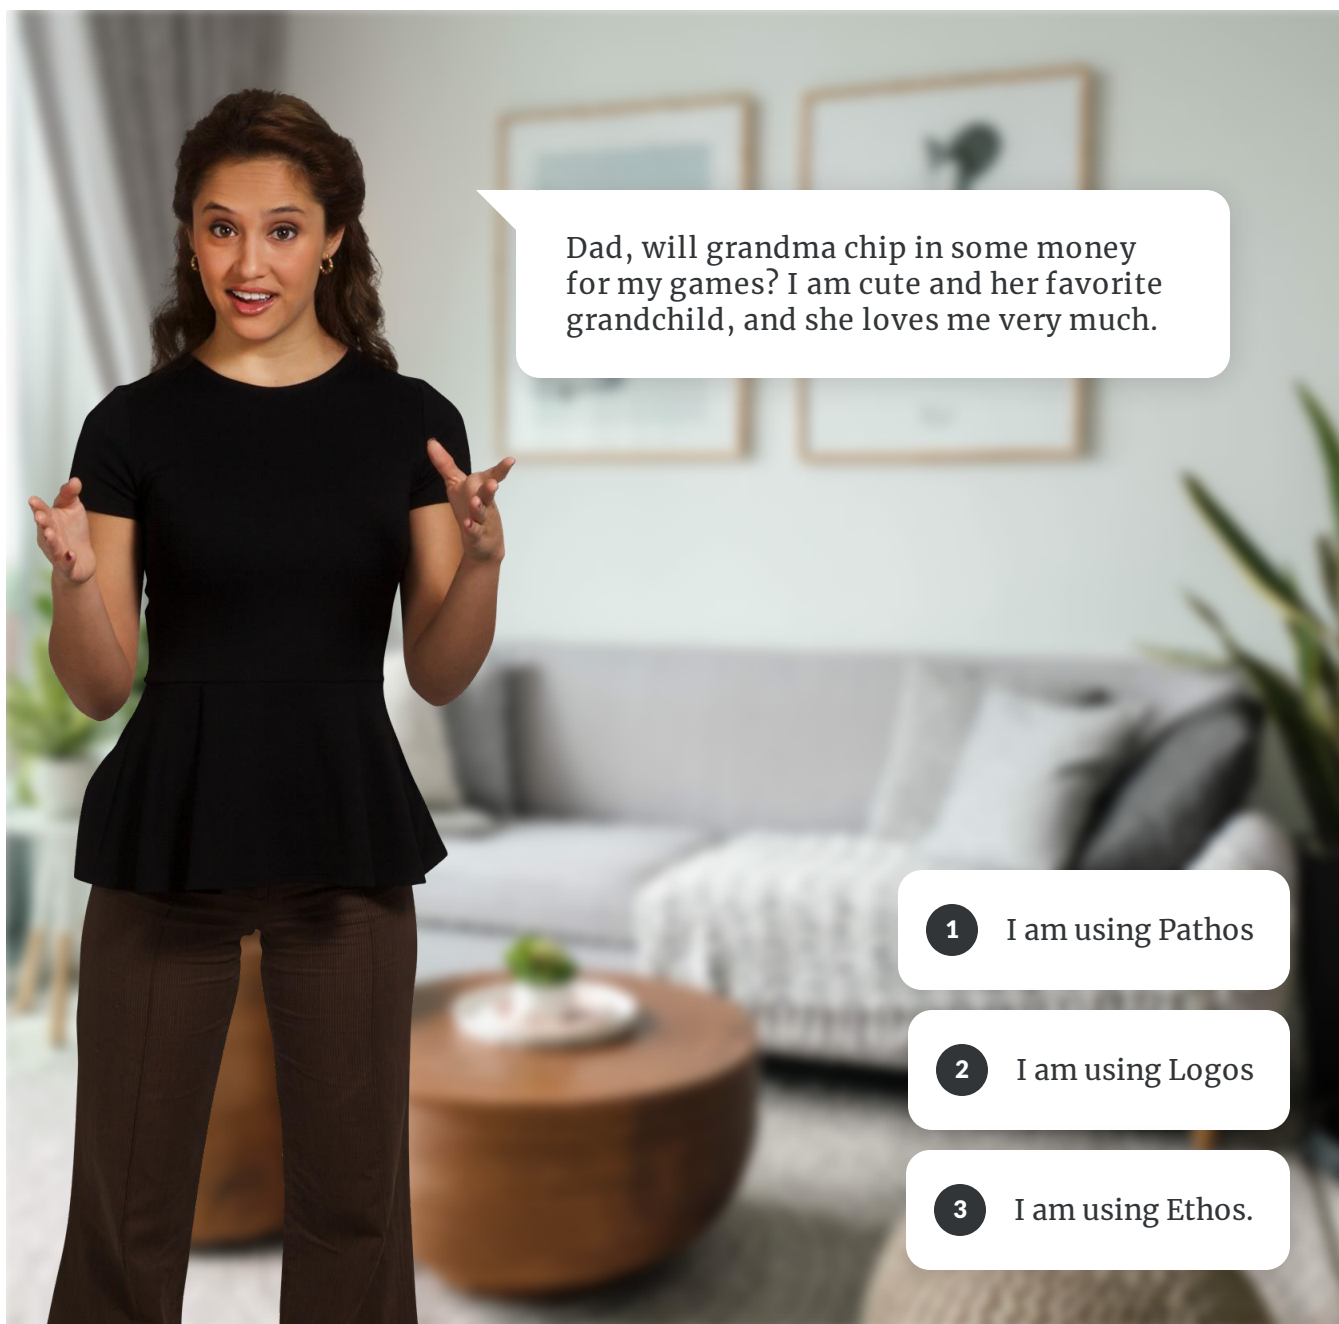 Dad, will grandma chip in some money
for my games? I am cute and her favorite
grandchild, and she loves me very much.
1 I am using Pathos
2 I am using Logos
3 I am using Ethos.